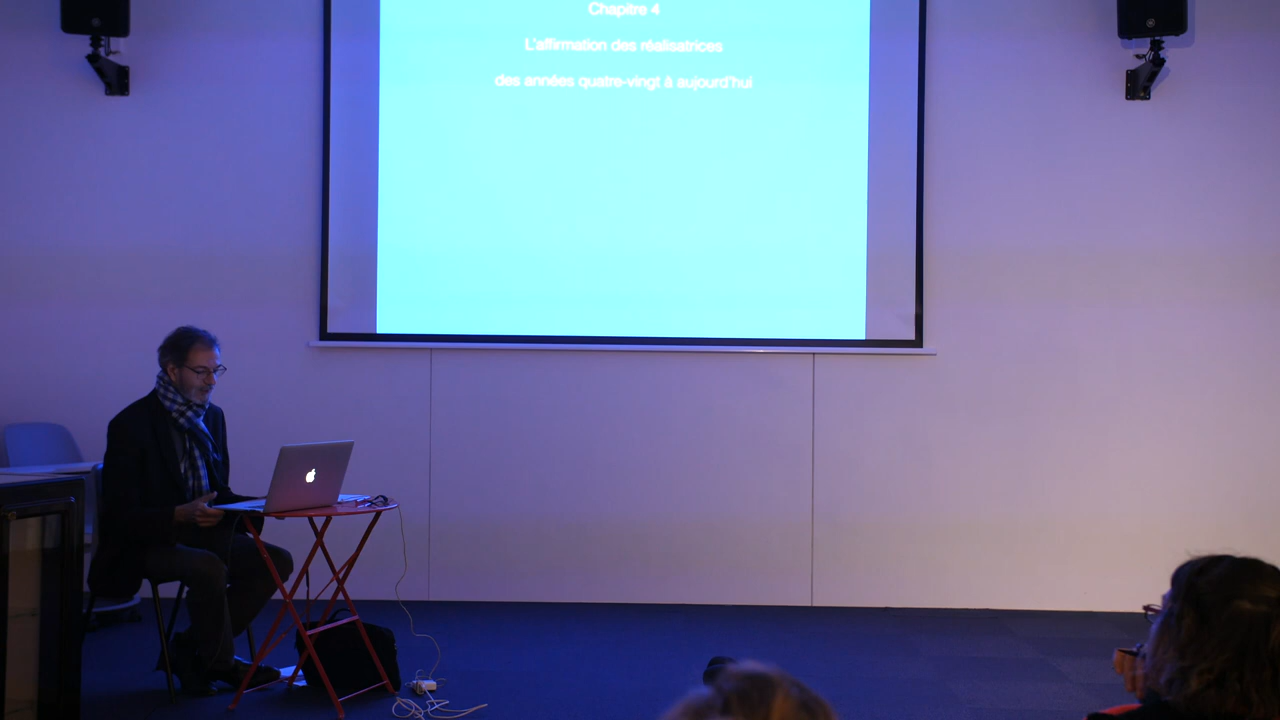 Chapitre 4
L'affirmation des réalisatrices
des années quatre-vingt à aujourd'hui